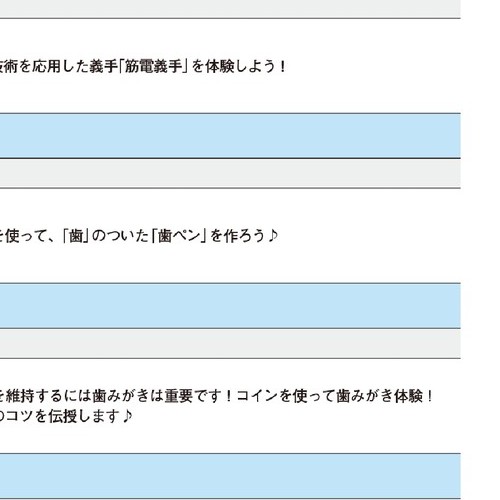 技術を応用した義手「筋電義手」を体験しよう！
を使って、「歯」のついた「歯ペン」を作ろう♪
を維持するには歯みがきは重要です！コインを使って歯みがき体験！
のコツを伝授します♪